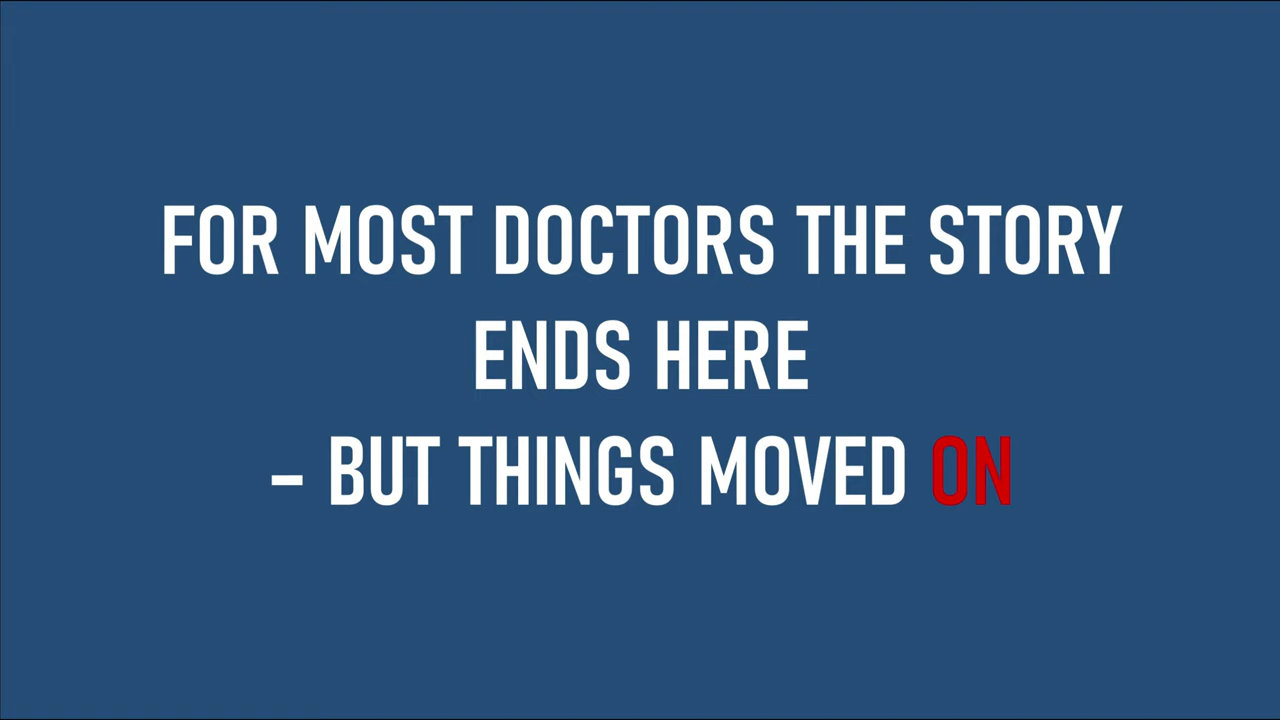 FOR MOST DOCTORS THE STORY
ENDS HERE
– BUT THINGS MOVED ON